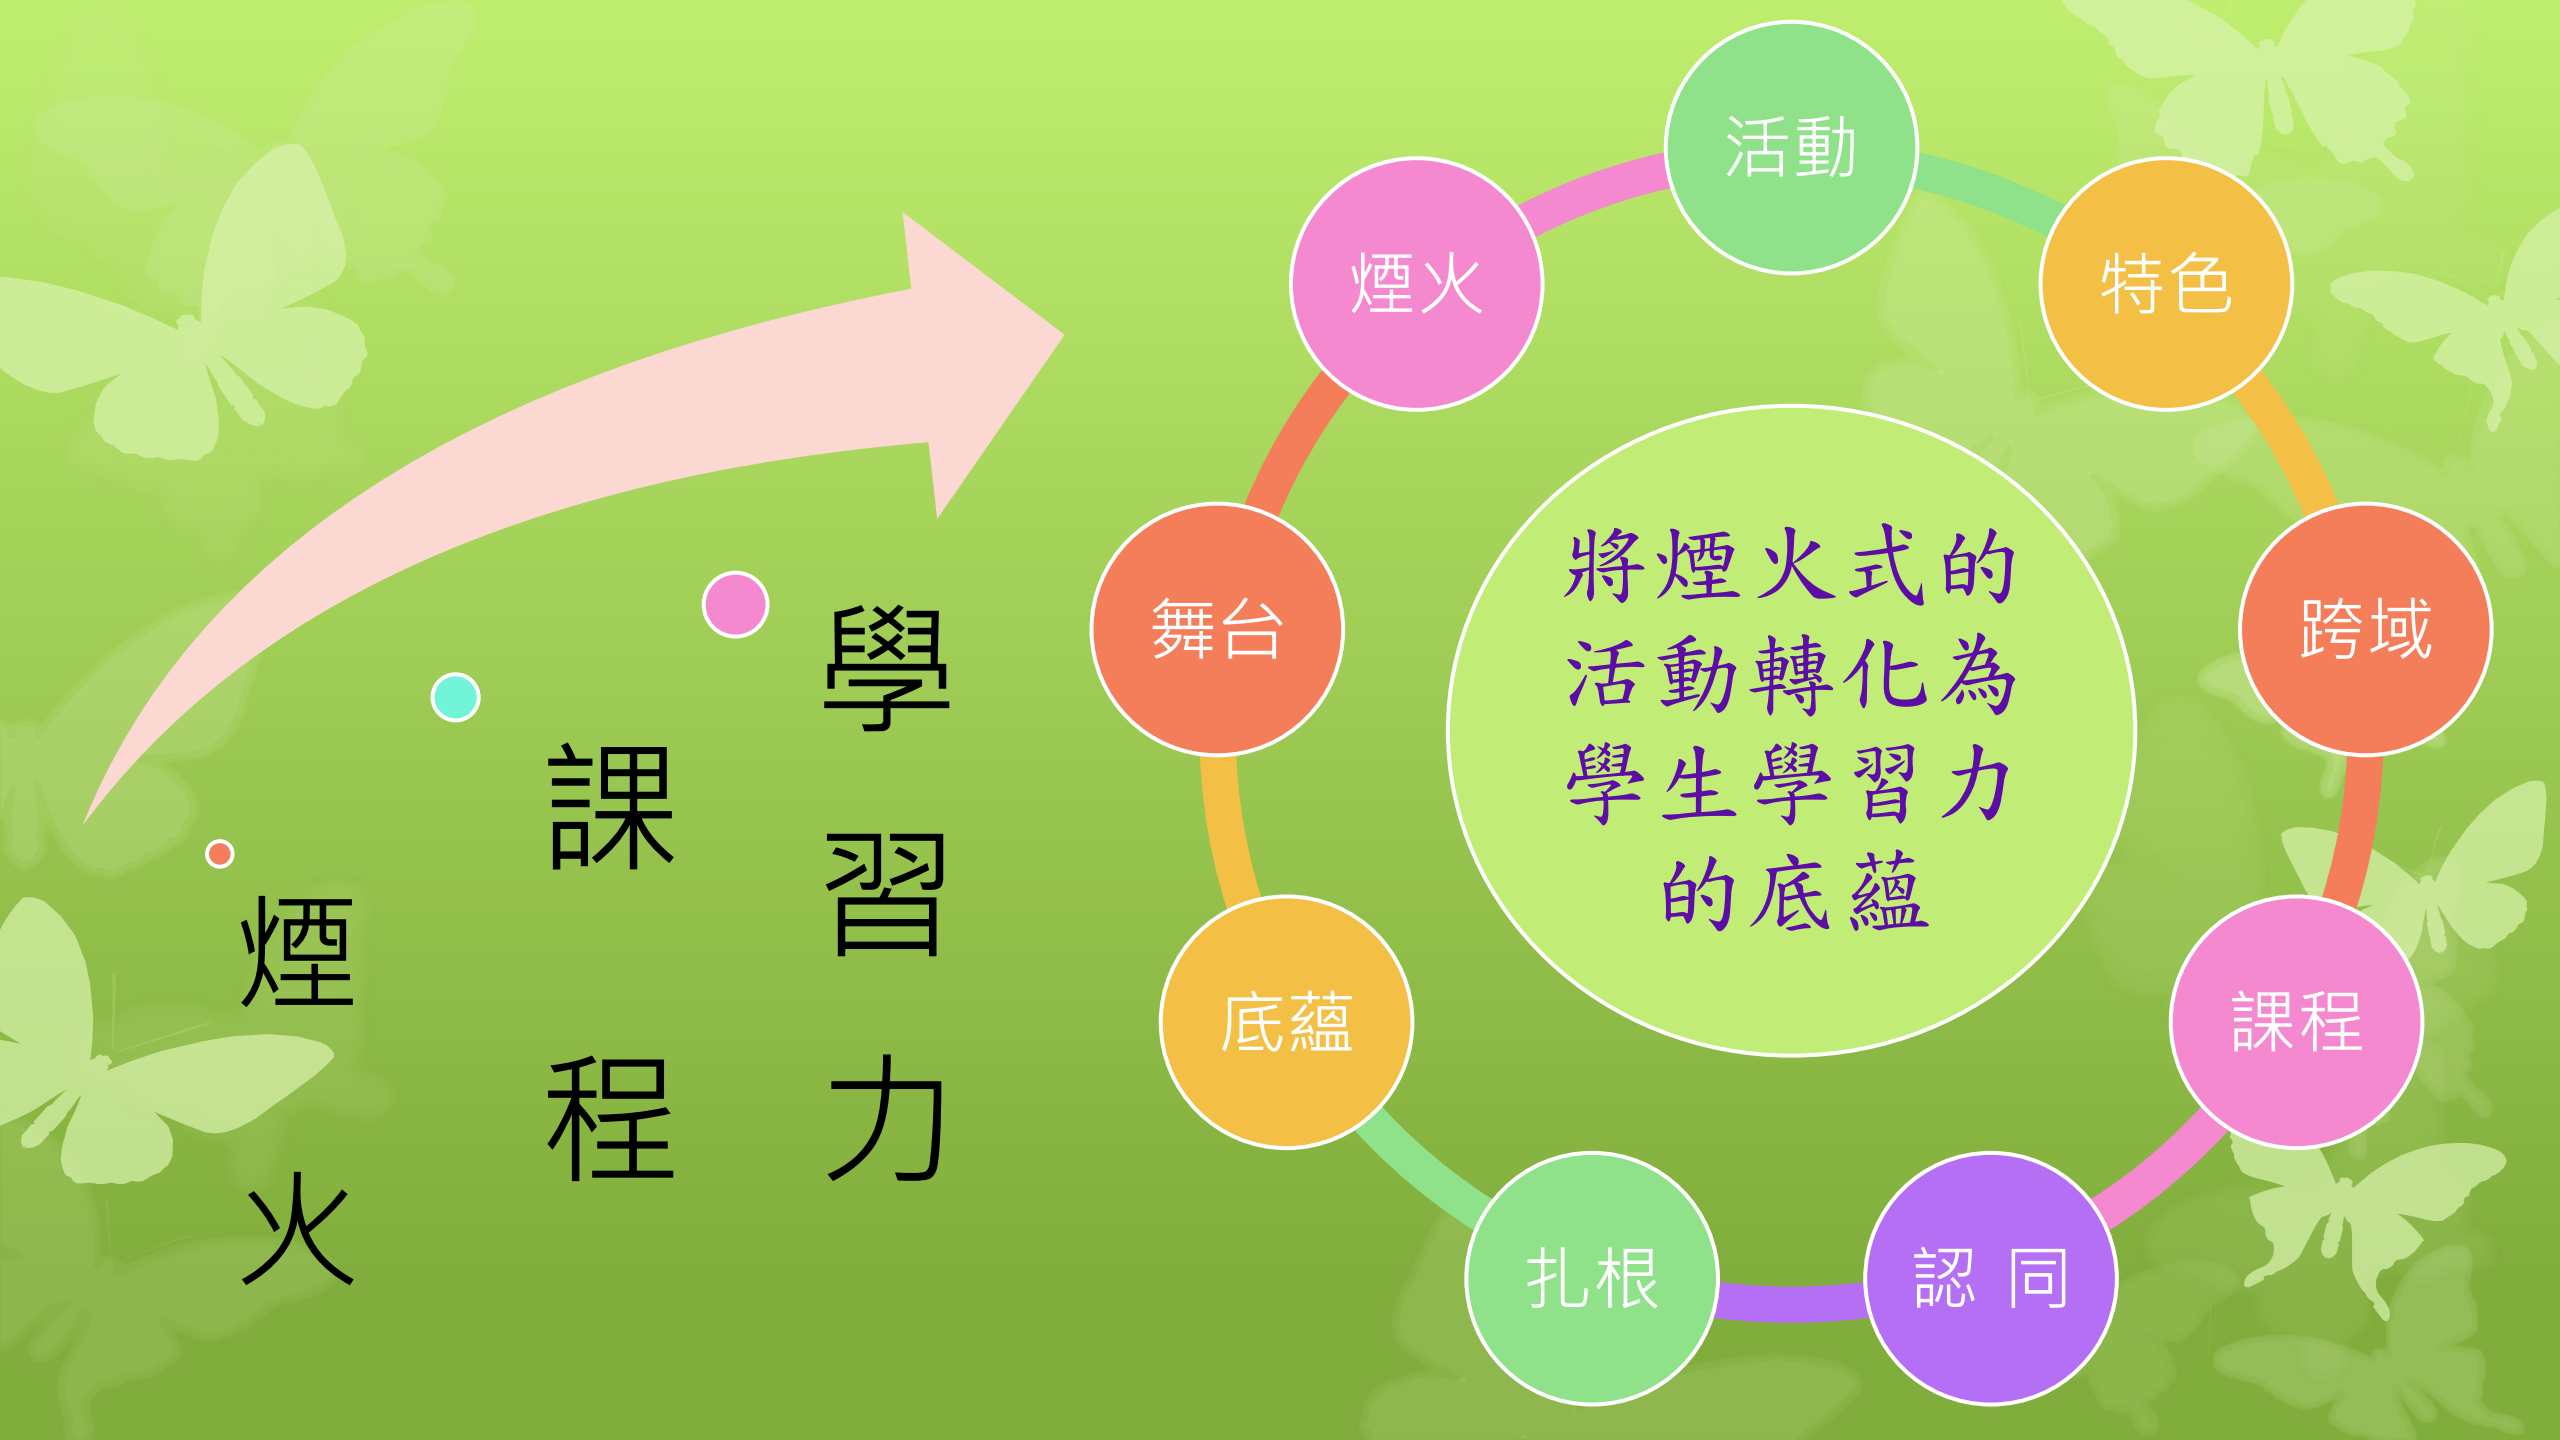 煙火
課程
學習力
活動
特色
跨域
課程
認 同
扎根
底蘊
舞台
煙火
將煙火式的
活動轉化為
學生學習力
的底蘊